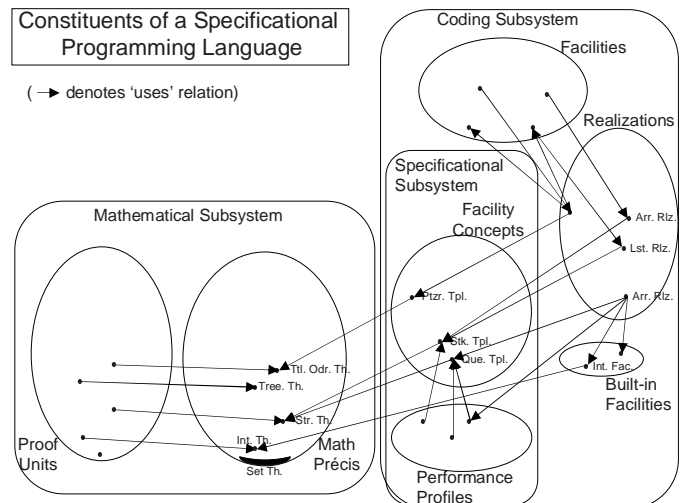 Constituents of a Specificational
Programming Language
( → denotes ‘uses’ relation)
Coding Subsystem
Facilities
Realizations
Specificational
Subsystem
Facility
Concepts
Mathematical Subsystem
Arr. Rlz.
Lst. Rlz.
Arr. Rlz.
Ptzr. Tpl.
Stk. Tpl.
Que. Tpl.
Int. Fac.
Built-in
Facilities
Ttl. Odr. Th.
Tree. Th.
Str. Th.
Int. Th.
Set Th.
Proof
Units
Math
Précis
Performance
Profiles